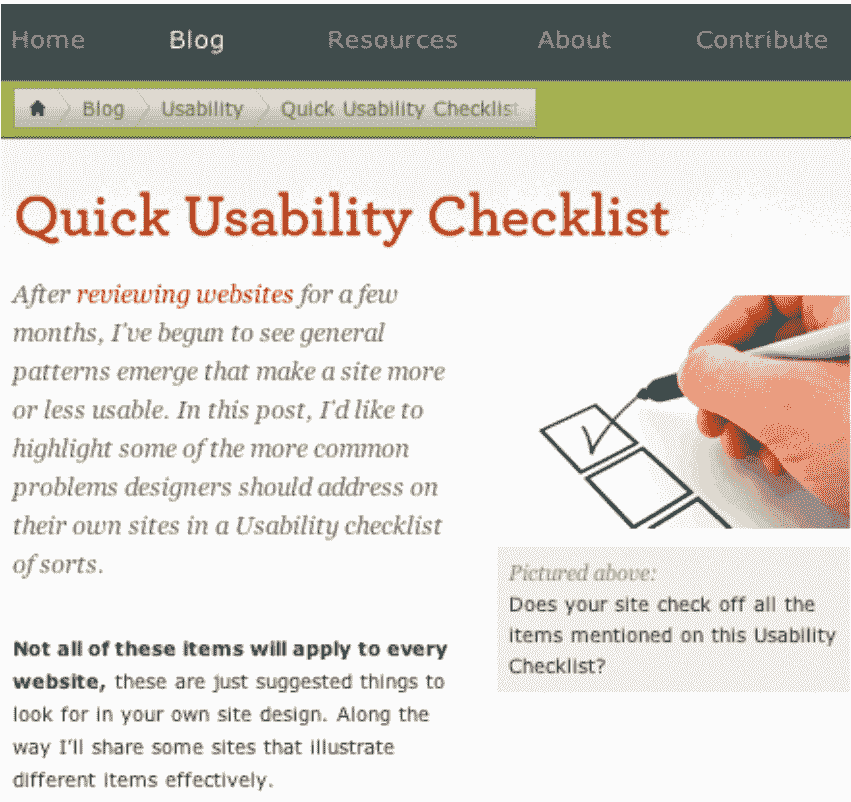 Home Blog Resources About Contribute
Blog Usability Quick Usability Checklist
Quick Usability Checklist
After reviewing websites for a few
months, I've begun to see general
patterns emerge that make a site more
or less usable. In this post, I'd like to
highlight some of the more common
problems designers should address on
their own sites in a Usability checklist
of sorts.
Not all of these items will apply to every
website, these are just suggested things to
look for in your own site design. Along the
way I'll share some sites that illustrate
different items effectively.
Pictured above:
Does your site check off all the
items mentioned on this Usability
Checklist?